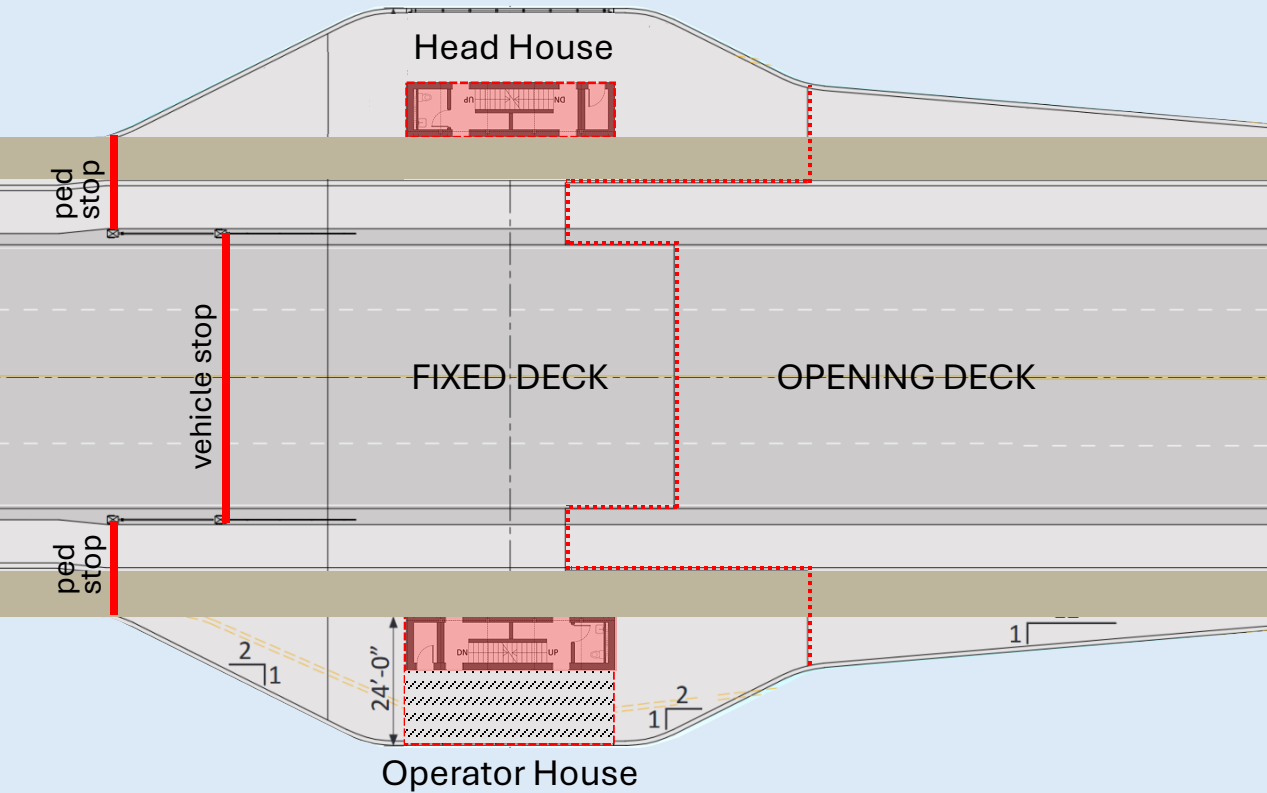 Head House
UP
DN
ped
stop
vehicle stop
FIXED DECK
OPENING DECK
ped
stop
DN
UP
2
1
24'-0”
2
1
1
Operator House